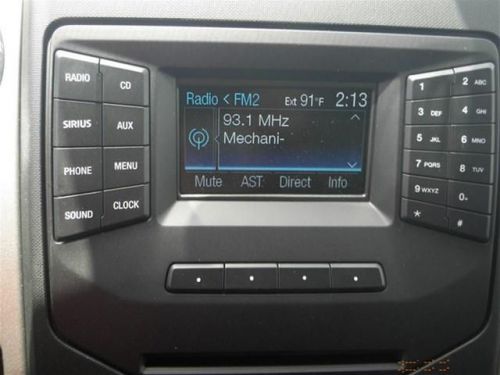 RADIO
CD
SIRIUS
AUX
PHONE
MENU
SOUND
CLOCK
Radio < FM2 Ext 91°F 2:13
93.1 MHz
Mechani-
Mute AST Direct Info
1
2 ABC
3 DEF
4 GHI
5 JKL
6 MNO
7 PQRS
8 TUV
9 WXYZ
0
*
#